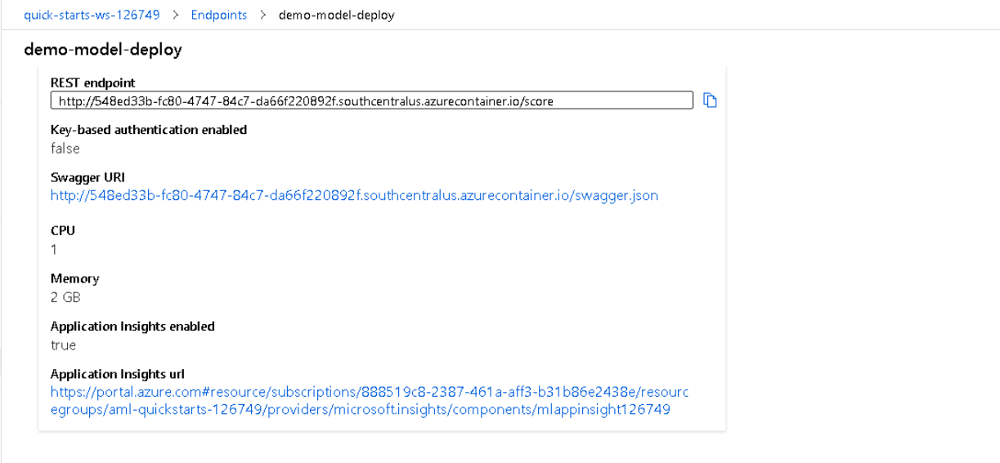 quick-starts-ws-126749 > Endpoints > demo-model-deploy
demo-model-deploy
REST endpoint
http://548ed33b-fc80-4747-84c7-da66f220892f.southcentralus.azurecontainer.io/score
Key-based authentication enabled
false
Swagger URI
http://548ed33b-fc80-4747-84c7-da66f220892f.southcentralus.azurecontainer.io/swagger.json
CPU
1
Memory
2 GB
Application Insights enabled
true
Application Insights url
https://portal.azure.com#resource/subscriptions/888519c8-2387-461a-aff3-b31b86e2438e/resourc
egroups/aml-quickstarts-126749/providers/microsoft.insights/components/mlappinsight126749